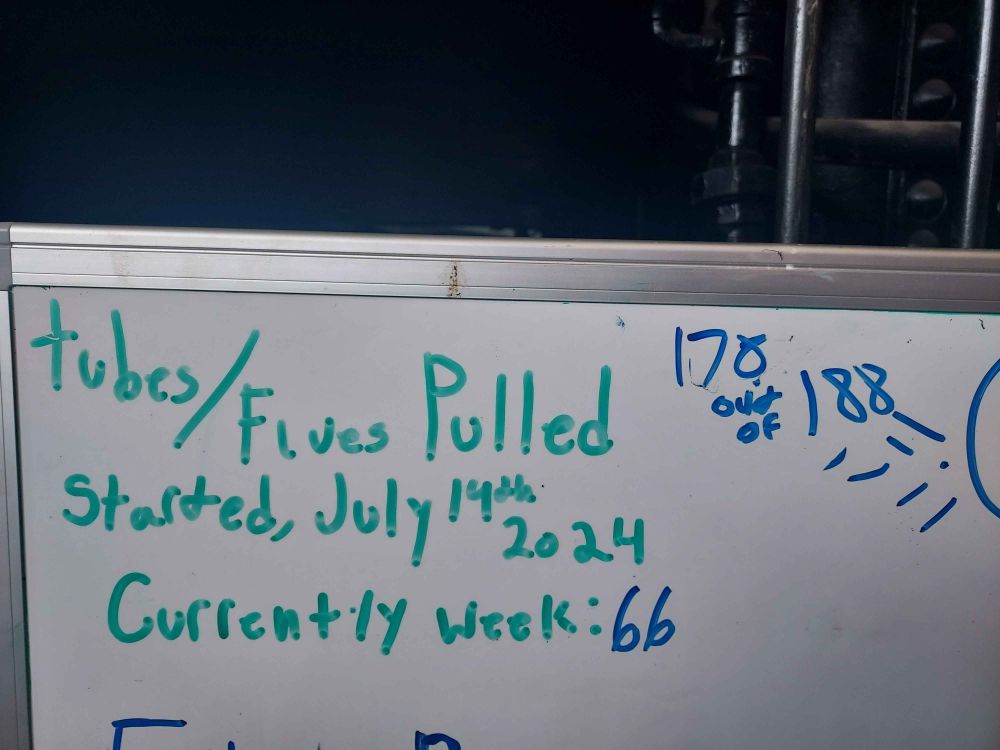 tubes/Flues Pulled
Started, July 14th 2024
Currently week: 66
178
out of
188